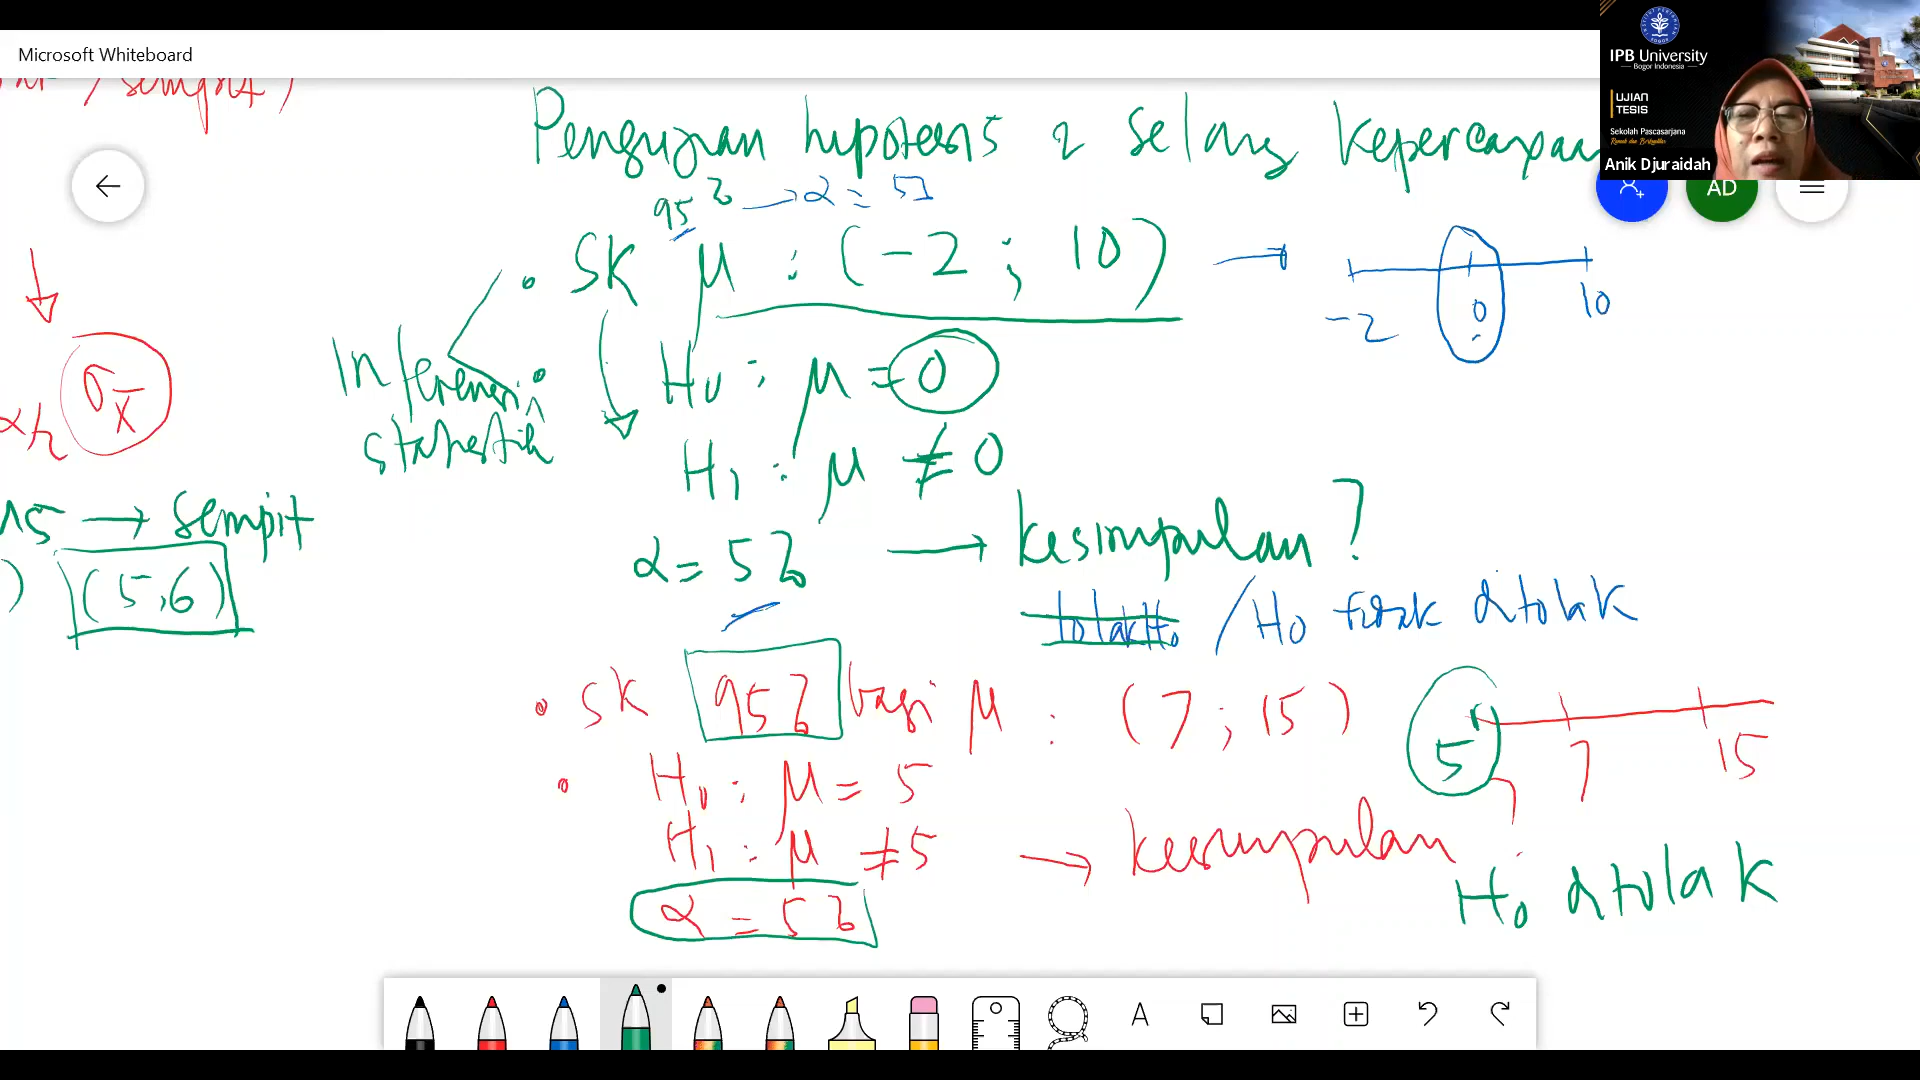 Microsoft Whiteboard
IPB University
Bogor Indonesia
UJIAN
TESIS
Sekolah Pascasarjana
Anik Djuraidah
AD
/ sempit)
Pengujian hipotesis 2 selang kepercayaan
95% → α = 5%
• SK μ : (-2 ; 10) →
-2 0 10
Inferensi
statistik
• H0 : μ = 0
H1 : μ ≠ 0
σx̄
→ sempit
(5,6)
α = 5% → kesimpulan ?
tolak H0 / H0 tidak ditolak
• SK 95% bagi μ : (7 ; 15)
5 7 15
• H0 : μ = 5
H1 : μ ≠ 5 → kesimpulan ?
α = 5%
H0 ditolak